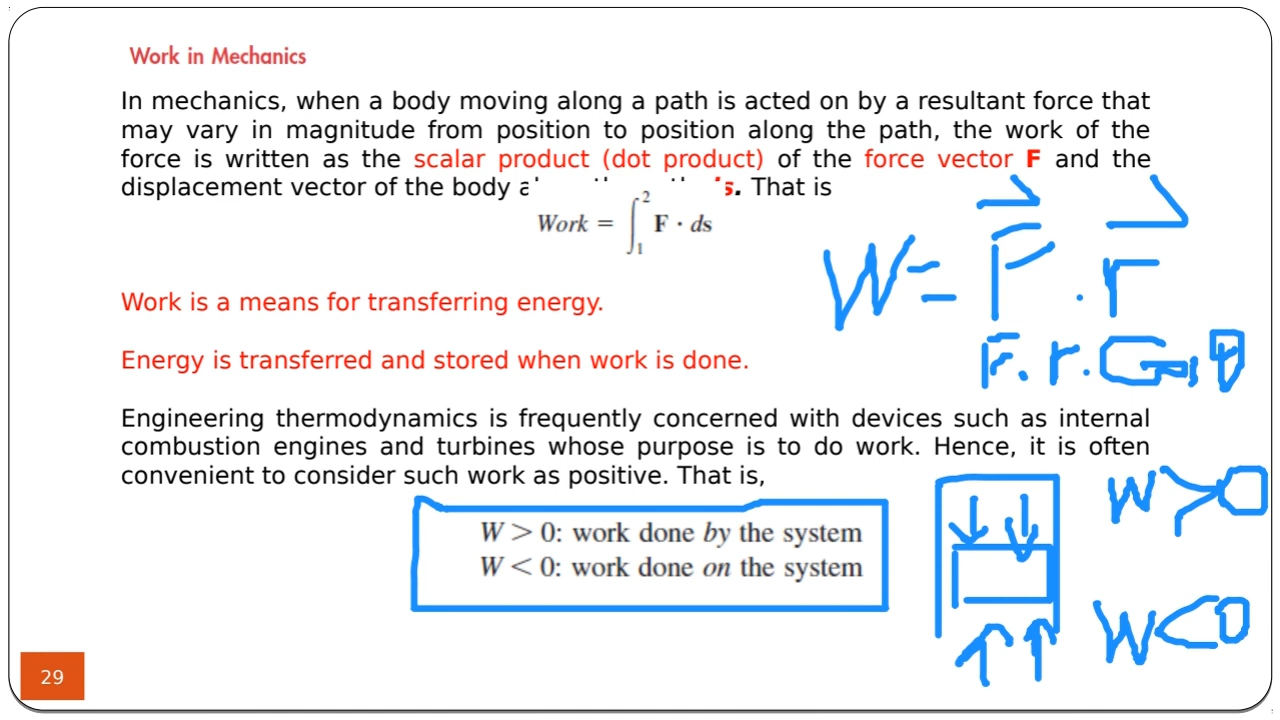 Work in Mechanics
In mechanics, when a body moving along a path is acted on by a resultant force that
may vary in magnitude from position to position along the path, the work of the
force is written as the scalar product (dot product) of the force vector F and the
displacement vector of the body s. That is
Work = ∫₁² F · ds
W = F . r
F. r.
Work is a means for transferring energy.
Energy is transferred and stored when work is done.
Engineering thermodynamics is frequently concerned with devices such as internal
combustion engines and turbines whose purpose is to do work. Hence, it is often
convenient to consider such work as positive. That is,
W > 0: work done by the system
W < 0: work done on the system
W>0
W<0
29